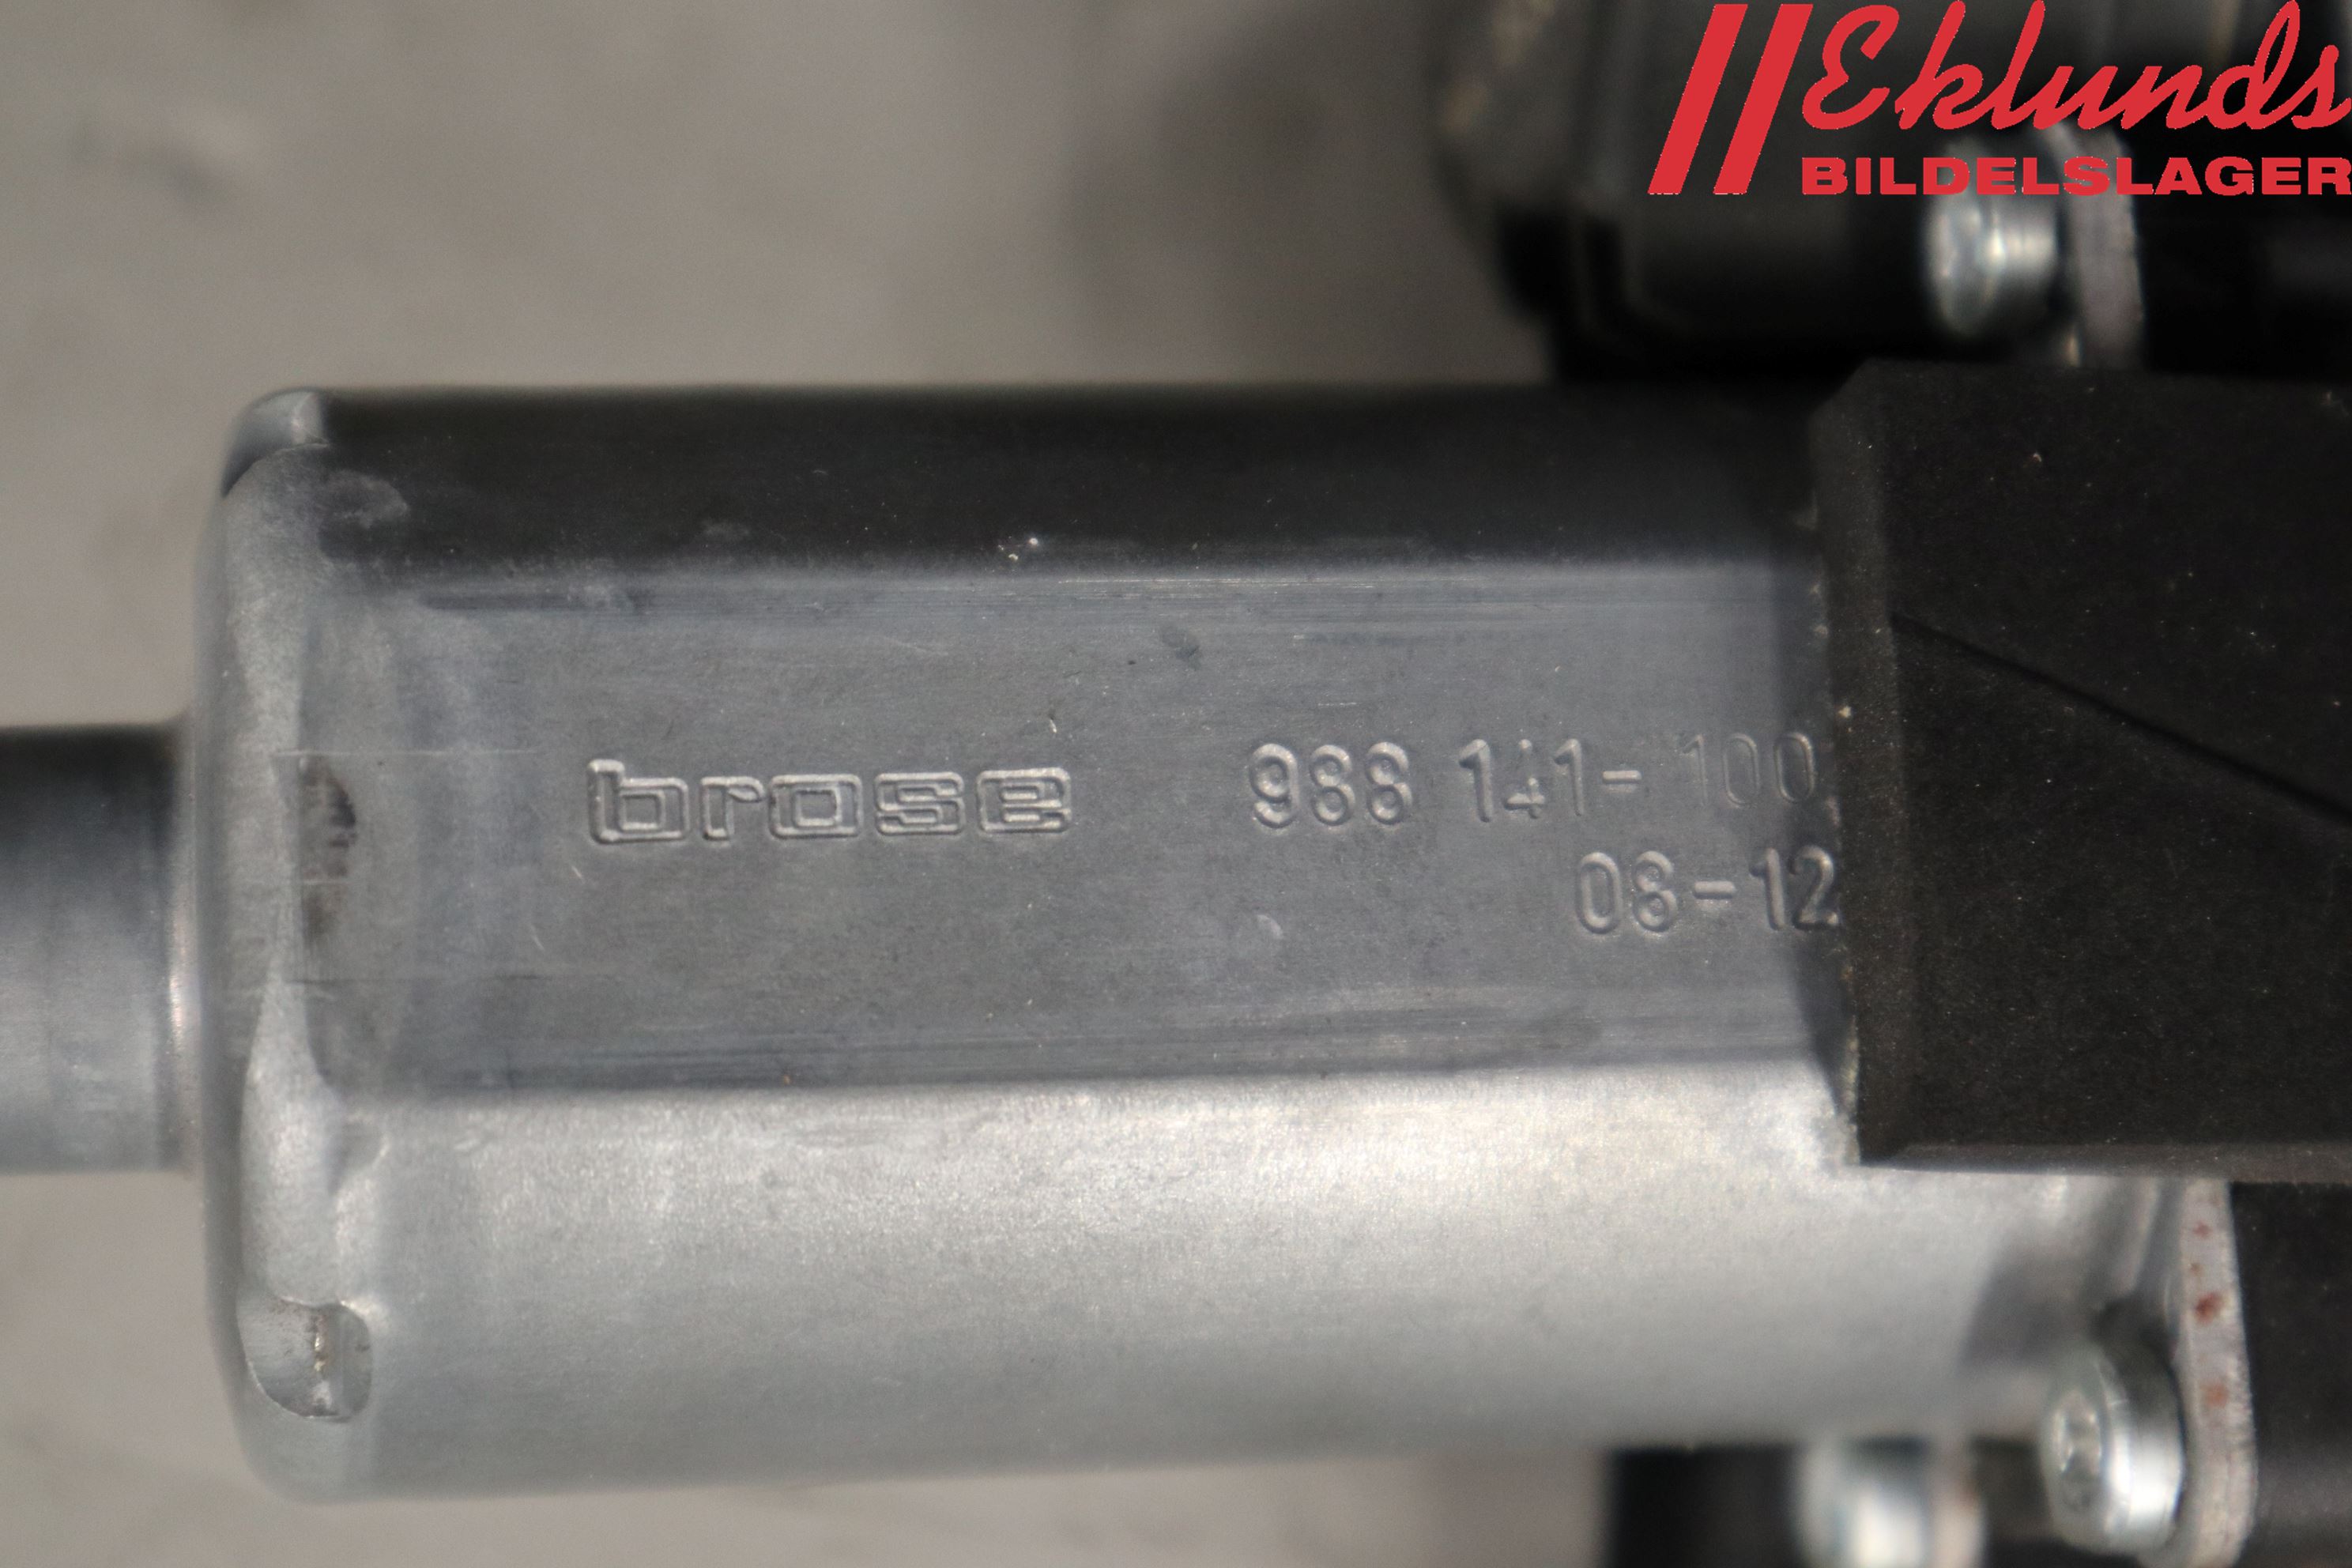 Eklunds
BILDELSLAGER
brose 988 141- 100
08-12